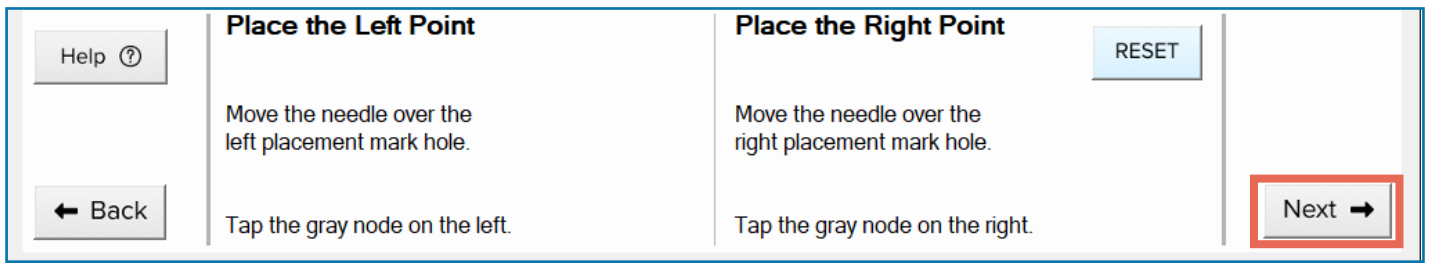 Help
Back
Place the Left Point
Move the needle over the
left placement mark hole.
Tap the gray node on the left.
Place the Right Point
RESET
Move the needle over the
right placement mark hole.
Tap the gray node on the right.
Next